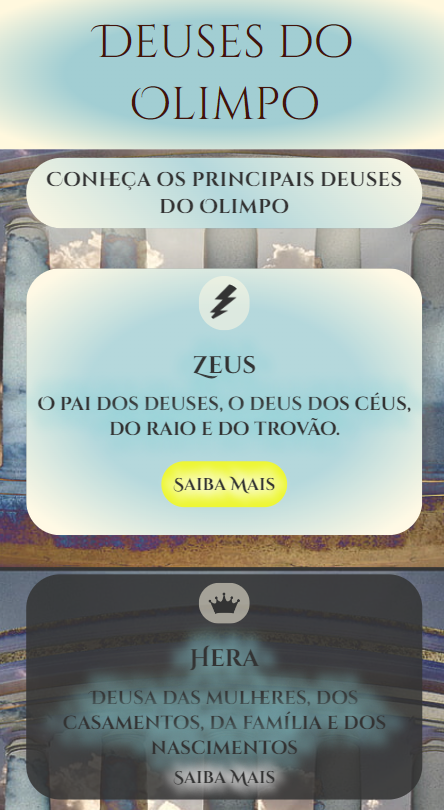 Deuses do
Olimpo
Conheça os principais deuses
do Olimpo
Zeus
O pai dos deuses, o deus dos céus,
do raio e do trovão.
Saiba Mais
Hera
Deusa das mulheres, dos
casamentos, da família e dos
nascimentos
Saiba Mais